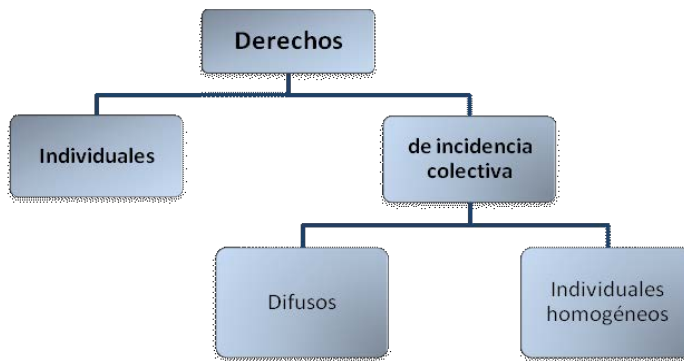 Derechos
Individuales
de incidencia
colectiva
Difusos
Individuales
homogéneos